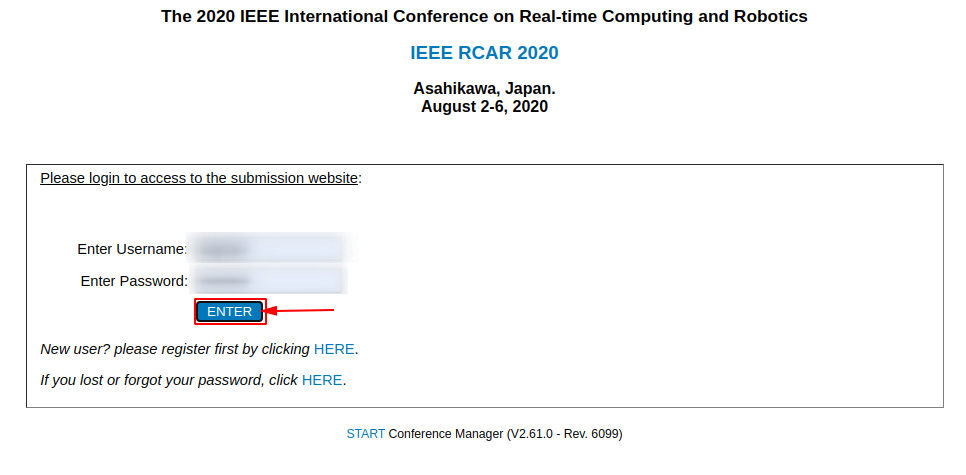 The 2020 IEEE International Conference on Real-time Computing and Robotics
IEEE RCAR 2020
Asahikawa, Japan.
August 2-6, 2020
Please login to access to the submission website:
Enter Username:
Enter Password:
ENTER
New user? please register first by clicking HERE.
If you lost or forgot your password, click HERE.
START Conference Manager (V2.61.0 - Rev. 6099)